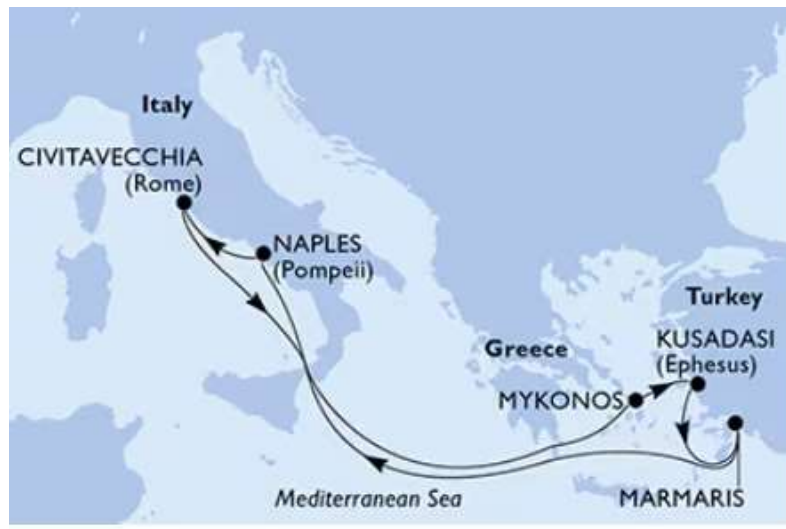 Italy
CIVITAVECCHIA
(Rome)
NAPLES
(Pompeii)
Turkey
KUSADASI
(Ephesus)
Greece
MYKONOS
Mediterranean Sea
MARMARIS